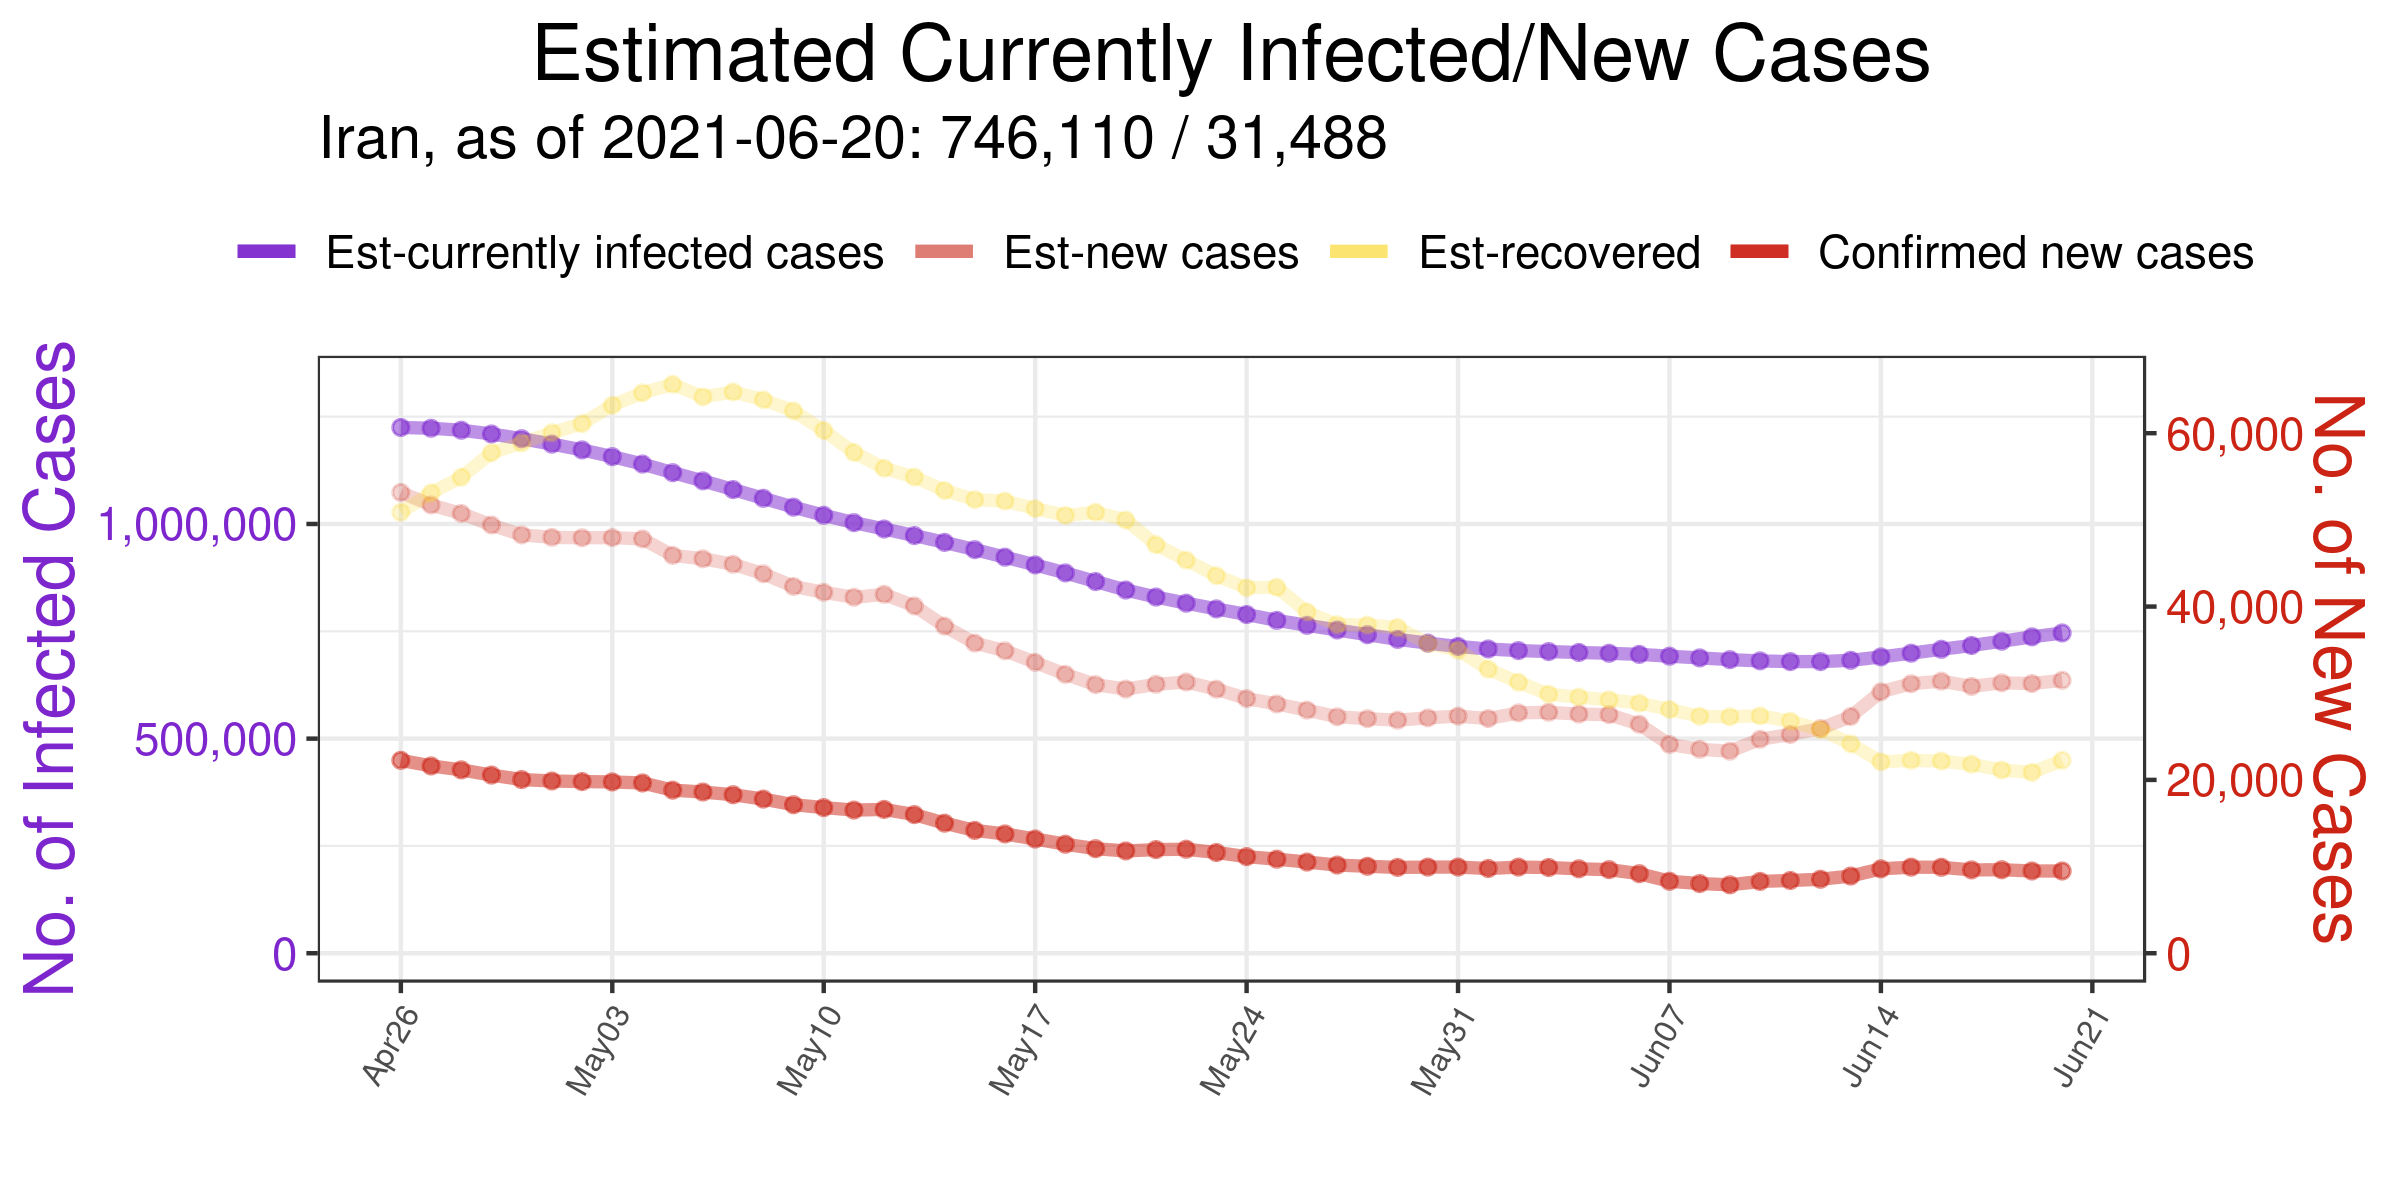 Estimated Currently Infected/New Cases
Iran, as of 2021-06-20: 746,110 / 31,488
Est-currently infected cases Est-new cases Est-recovered Confirmed new cases
No. of Infected Cases
1,000,000
500,000
0
60,000
40,000
20,000
0
No. of New Cases
Apr26 May03 May10 May17 May24 May31 Jun07 Jun14 Jun21